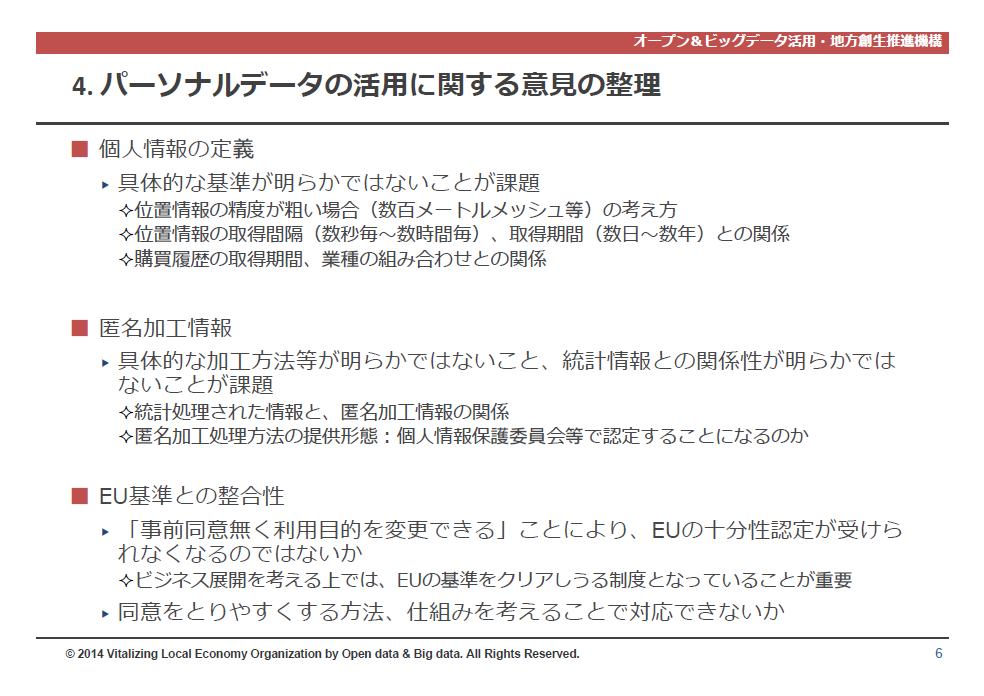 オープン＆ビッグデータ活用・地方創生推進機構
4. パーソナルデータの活用に関する意見の整理
■ 個人情報の定義
▸ 具体的な基準が明らかではないことが課題
✧位置情報の精度が粗い場合（数百メートルメッシュ等）の考え方
✧位置情報の取得間隔（数秒毎～数時間毎）、取得期間（数日～数年）との関係
✧購買履歴の取得期間、業種の組み合わせとの関係
■ 匿名加工情報
▸ 具体的な加工方法等が明らかではないこと、統計情報との関係性が明らかでは
ないことが課題
✧統計処理された情報と、匿名加工情報の関係
✧匿名加工処理方法の提供形態：個人情報保護委員会等で認定することになるのか
■ EU基準との整合性
▸ 「事前同意無く利用目的を変更できる」ことにより、EUの十分性認定が受けら
れなくなるのではないか
✧ビジネス展開を考える上では、EUの基準をクリアしうる制度となっていることが重要
▸ 同意をとりやすくする方法、仕組みを考えることで対応できないか
© 2014 Vitalizing Local Economy Organization by Open data & Big data. All Rights Reserved.
6